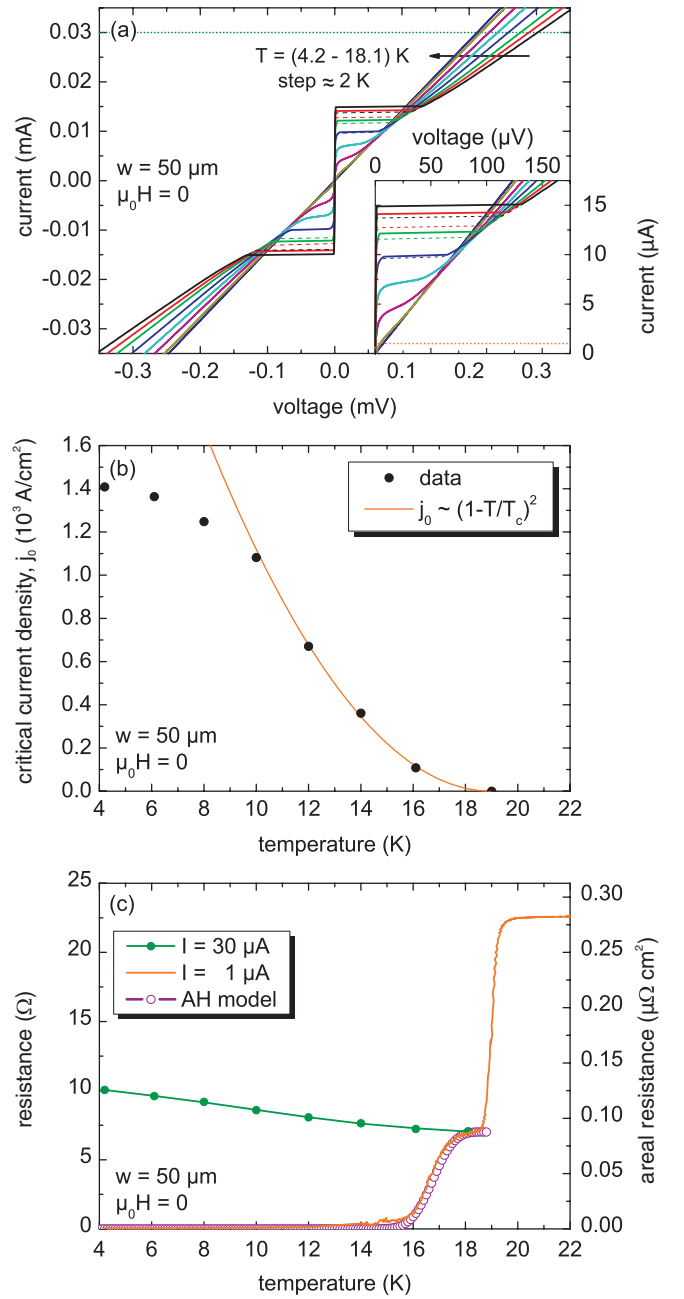 (a)
T = (4.2 - 18.1) K
step ≈ 2 K
w = 50 µm
µ₀H = 0
0.03
0.02
0.01
0.00
-0.01
-0.02
-0.03
current (mA)
-0.3 -0.2 -0.1 0.0 0.1 0.2 0.3
voltage (mV)
voltage (µV)
0 50 100 150
15
10
5
0
current (µA)
(b)
data
j₀ ~ (1-T/T_c)²
w = 50 µm
µ₀H = 0
1.6
1.4
1.2
1.0
0.8
0.6
0.4
0.2
0.0
critical current density, j₀ (10³ A/cm²)
4 6 8 10 12 14 16 18 20 22
temperature (K)
(c)
I = 30 µA
I = 1 µA
AH model
w = 50 µm
µ₀H = 0
25
20
15
10
5
0
resistance (Ω)
0.30
0.25
0.20
0.15
0.10
0.05
0.00
areal resistance (µΩ cm²)
4 6 8 10 12 14 16 18 20 22
temperature (K)